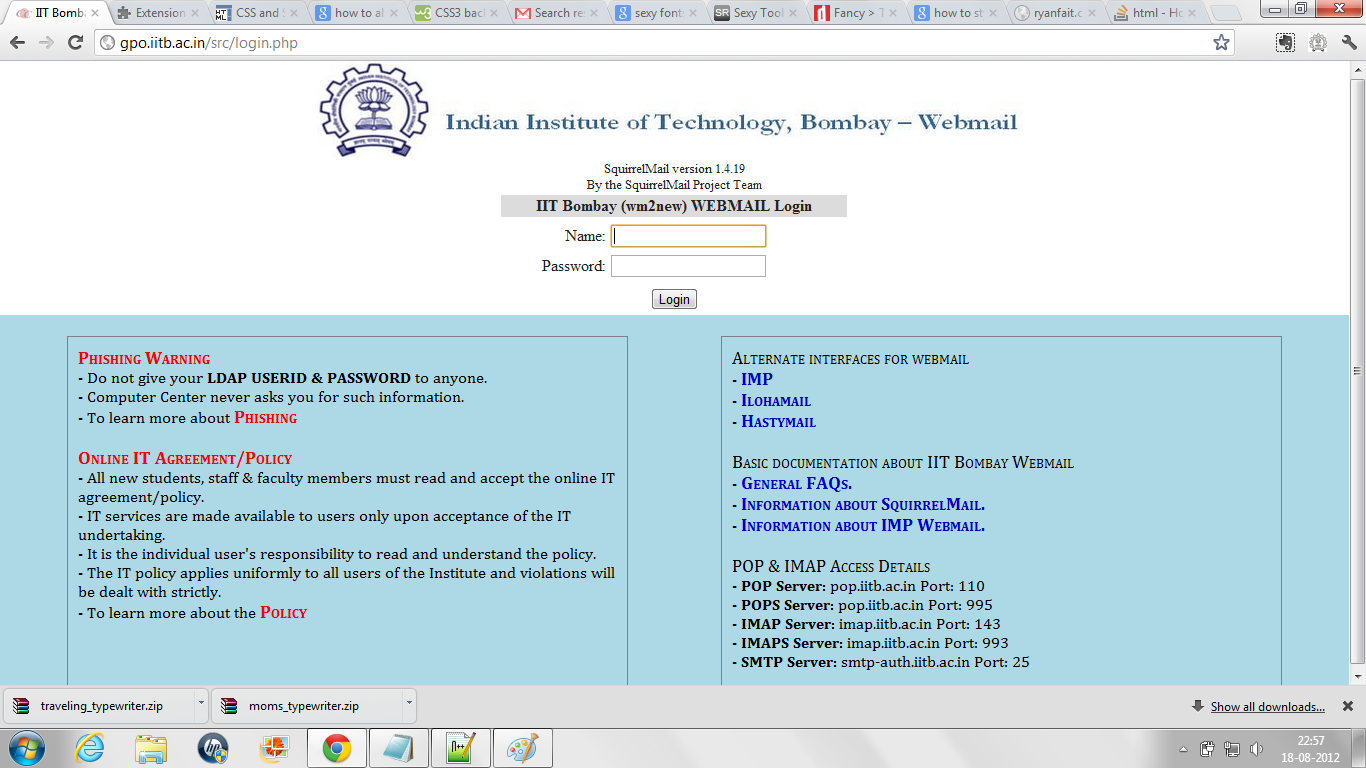 IIT Bomb
Extension
CSS and S
how to al
CSS3 back
Search re
sexy font
Sexy Tool
Fancy > T
how to st
ryanfait.c
html - Ho
gpo.iitb.ac.in/src/login.php
Indian Institute of Technology, Bombay – Webmail
SquirrelMail version 1.4.19
By the SquirrelMail Project Team
IIT Bombay (wm2new) WEBMAIL Login
Name:
Password:
Login
Phishing Warning
- Do not give your LDAP USERID & PASSWORD to anyone.
- Computer Center never asks you for such information.
- To learn more about Phishing
Online IT Agreement/Policy
- All new students, staff & faculty members must read and accept the online IT
agreement/policy.
- IT services are made available to users only upon acceptance of the IT
undertaking.
- It is the individual user's responsibility to read and understand the policy.
- The IT policy applies uniformly to all users of the Institute and violations will
be dealt with strictly.
- To learn more about the Policy
Alternate interfaces for webmail
- IMP
- Ilohamail
- Hastymail
Basic documentation about IIT Bombay Webmail
- General FAQs.
- Information about SquirrelMail.
- Information about IMP Webmail.
POP & IMAP Access Details
- POP Server: pop.iitb.ac.in Port: 110
- POPS Server: pop.iitb.ac.in Port: 995
- IMAP Server: imap.iitb.ac.in Port: 143
- IMAPS Server: imap.iitb.ac.in Port: 993
- SMTP Server: smtp-auth.iitb.ac.in Port: 25
traveling_typewriter.zip
moms_typewriter.zip
Show all downloads...
22:57
18-08-2012